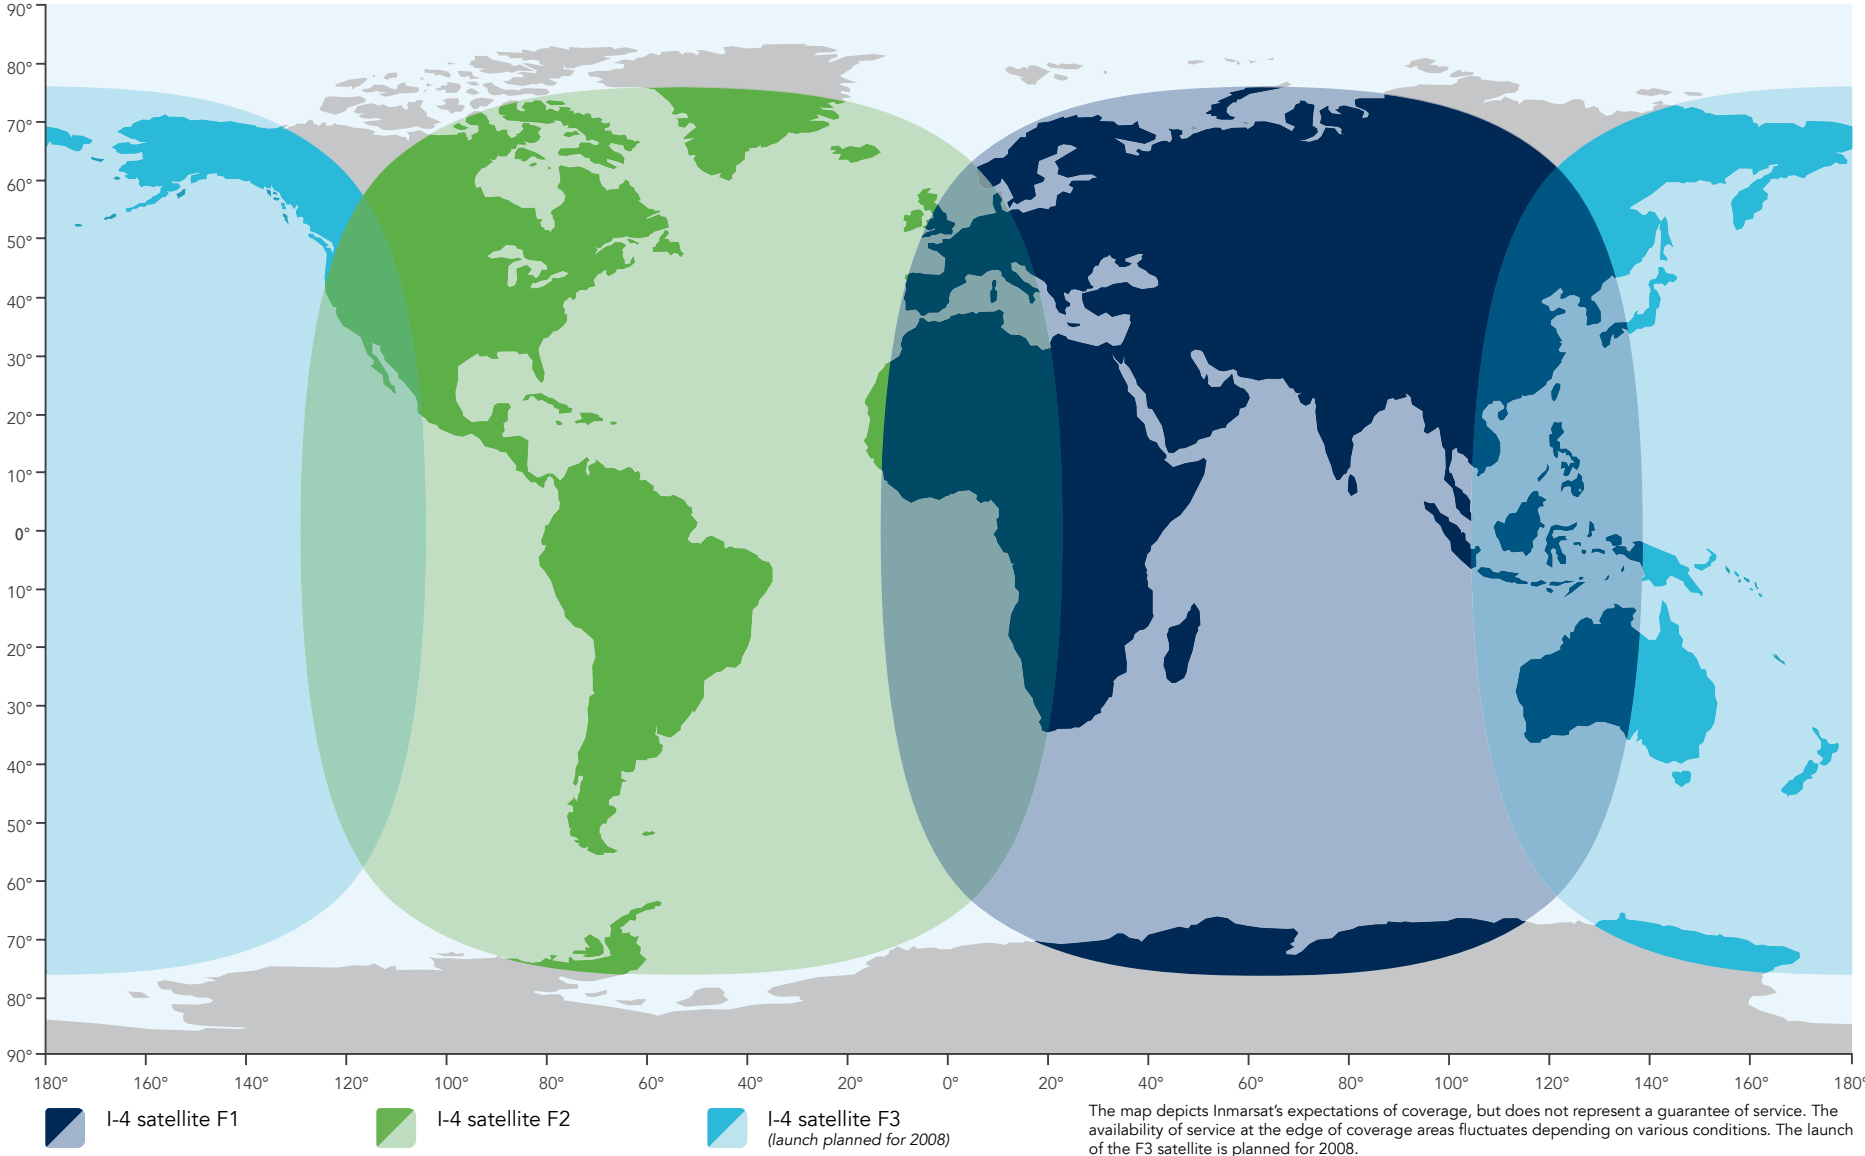 90°
80°
70°
60°
50°
40°
30°
20°
10°
0°
10°
20°
30°
40°
50°
60°
70°
80°
90°
180° 160° 140° 120° 100° 80° 60° 40° 20° 0° 20° 40° 60° 80° 100° 120° 140° 160° 180°
I-4 satellite F1
I-4 satellite F2
I-4 satellite F3
(launch planned for 2008)
The map depicts Inmarsat’s expectations of coverage, but does not represent a guarantee of service. The
availability of service at the edge of coverage areas fluctuates depending on various conditions. The launch
of the F3 satellite is planned for 2008.